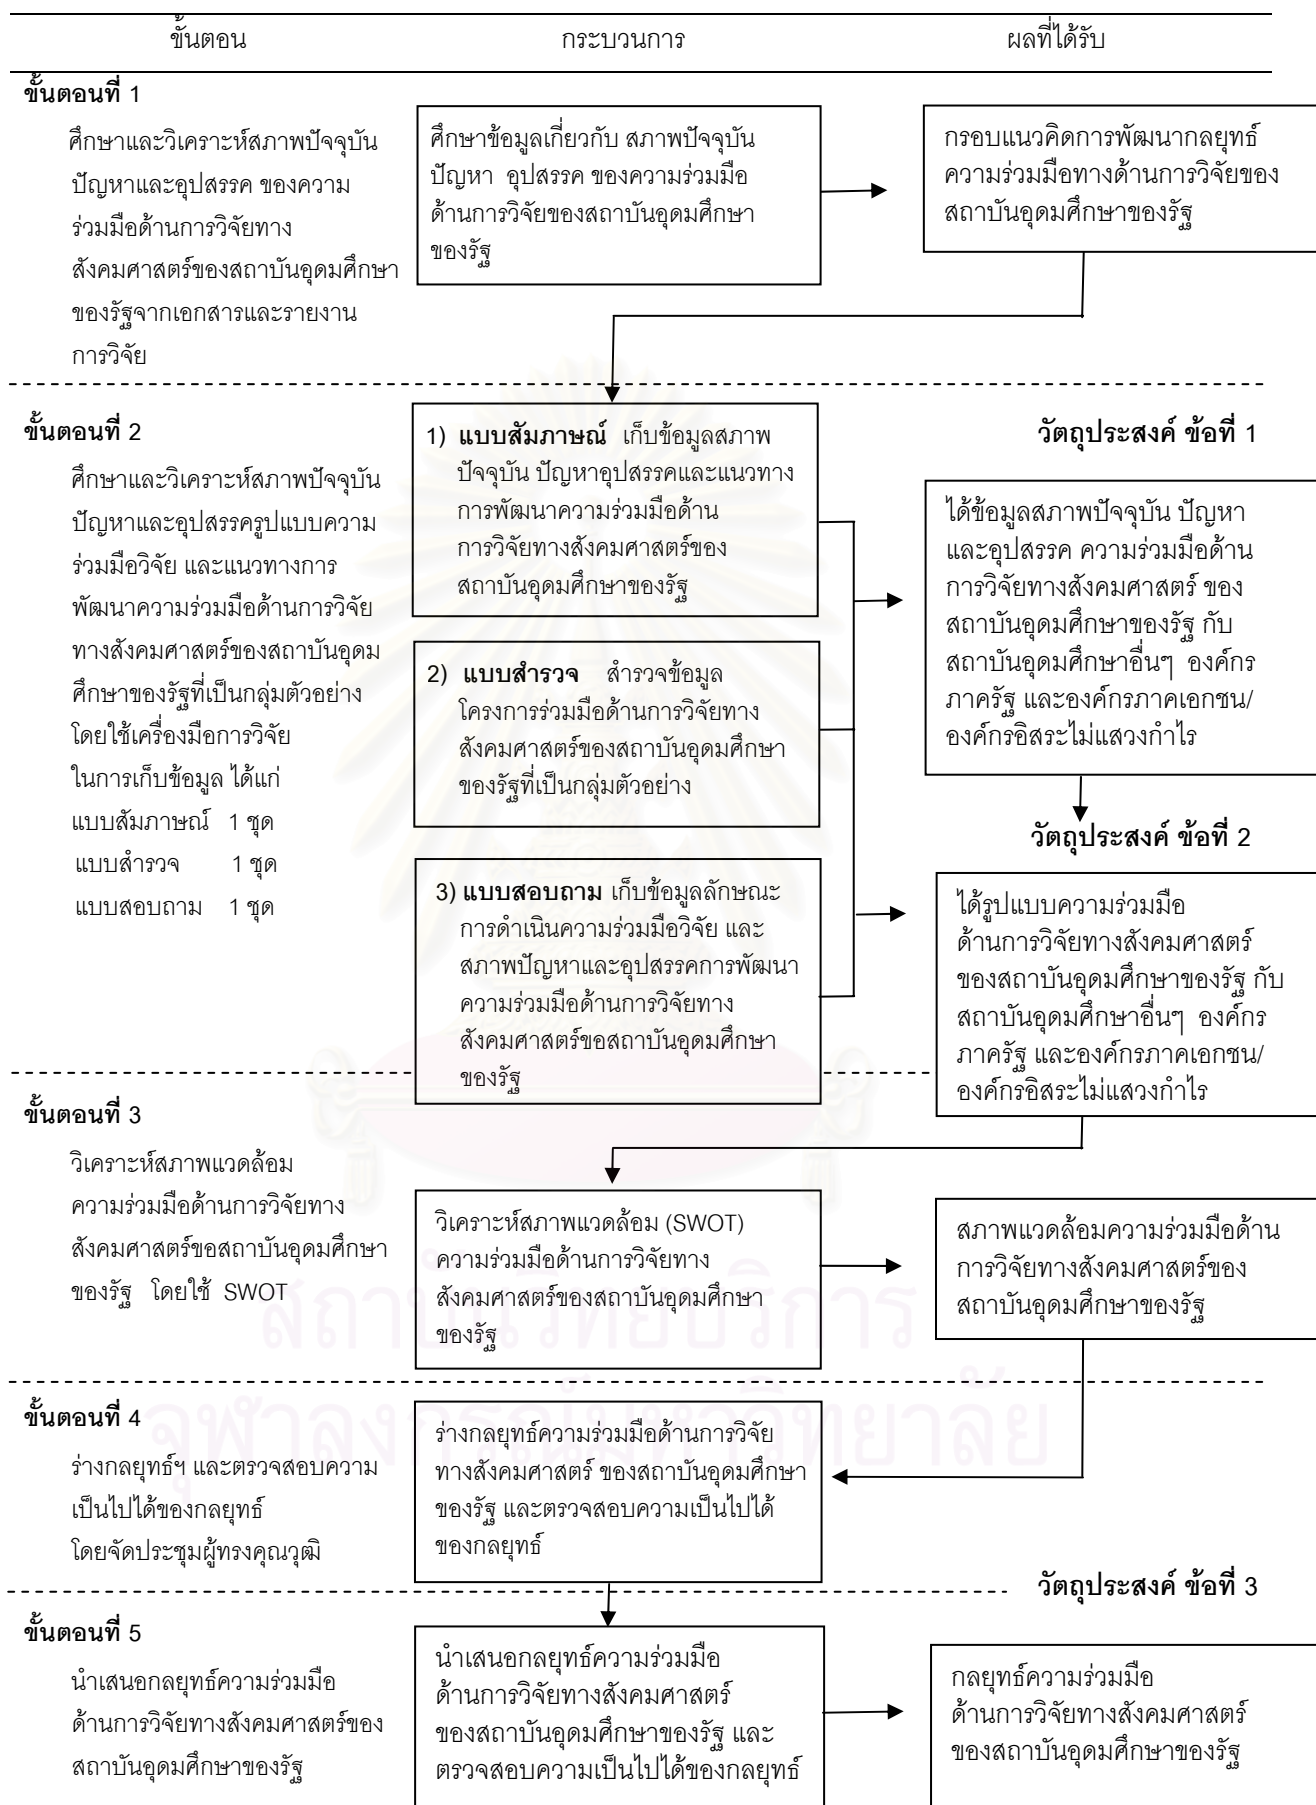 ขั้นตอน กระบวนการ ผลที่ได้รับ
ขั้นตอนที่ 1
ศึกษาและวิเคราะห์สภาพปัจจุบัน
ปัญหาและอุปสรรค ของความ
ร่วมมือด้านการวิจัยทาง
สังคมศาสตร์ของสถาบันอุดมศึกษา
ของรัฐจากเอกสารและรายงาน
การวิจัย
ศึกษาข้อมูลเกี่ยวกับ สภาพปัจจุบัน
ปัญหา อุปสรรค ของความร่วมมือ
ด้านการวิจัยของสถาบันอุดมศึกษา
ของรัฐ
กรอบแนวคิดการพัฒนากลยุทธ์
ความร่วมมือทางด้านการวิจัยของ
สถาบันอุดมศึกษาของรัฐ
ขั้นตอนที่ 2
ศึกษาและวิเคราะห์สภาพปัจจุบัน
ปัญหาและอุปสรรครูปแบบความ
ร่วมมือวิจัย และแนวทางการ
พัฒนาความร่วมมือด้านการวิจัย
ทางสังคมศาสตร์ของสถาบันอุดม
ศึกษาของรัฐที่เป็นกลุ่มตัวอย่าง
โดยใช้เครื่องมือการวิจัย
ในการเก็บข้อมูล ได้แก่
แบบสัมภาษณ์ 1 ชุด
แบบสำรวจ 1 ชุด
แบบสอบถาม 1 ชุด
1) แบบสัมภาษณ์ เก็บข้อมูลสภาพ
ปัจจุบัน ปัญหาอุปสรรคและแนวทาง
การพัฒนาความร่วมมือด้าน
การวิจัยทางสังคมศาสตร์ของ
สถาบันอุดมศึกษาของรัฐ
2) แบบสำรวจ สำรวจข้อมูล
โครงการร่วมมือด้านการวิจัยทาง
สังคมศาสตร์ของสถาบันอุดมศึกษา
ของรัฐที่เป็นกลุ่มตัวอย่าง
3) แบบสอบถาม เก็บข้อมูลลักษณะ
การดำเนินความร่วมมือวิจัย และ
สภาพปัญหาและอุปสรรคการพัฒนา
ความร่วมมือด้านการวิจัยทาง
สังคมศาสตร์ขอสถาบันอุดมศึกษา
ของรัฐ
วัตถุประสงค์ ข้อที่ 1
ได้ข้อมูลสภาพปัจจุบัน ปัญหา
และอุปสรรค ความร่วมมือด้าน
การวิจัยทางสังคมศาสตร์ ของ
สถาบันอุดมศึกษาของรัฐ กับ
สถาบันอุดมศึกษาอื่นๆ องค์กร
ภาครัฐ และองค์กรภาคเอกชน/
องค์กรอิสระไม่แสวงกำไร
วัตถุประสงค์ ข้อที่ 2
ได้รูปแบบความร่วมมือ
ด้านการวิจัยทางสังคมศาสตร์
ของสถาบันอุดมศึกษาของรัฐ กับ
สถาบันอุดมศึกษาอื่นๆ องค์กร
ภาครัฐ และองค์กรภาคเอกชน/
องค์กรอิสระไม่แสวงกำไร
ขั้นตอนที่ 3
วิเคราะห์สภาพแวดล้อม
ความร่วมมือด้านการวิจัยทาง
สังคมศาสตร์ขอสถาบันอุดมศึกษา
ของรัฐ โดยใช้ SWOT
วิเคราะห์สภาพแวดล้อม (SWOT)
ความร่วมมือด้านการวิจัยทาง
สังคมศาสตร์ของสถาบันอุดมศึกษา
ของรัฐ
สภาพแวดล้อมความร่วมมือด้าน
การวิจัยทางสังคมศาสตร์ของ
สถาบันอุดมศึกษาของรัฐ
สถาบันวิทยบริการ
จุฬาลงกรณ์มหาวิทยาลัย
ขั้นตอนที่ 4
ร่างกลยุทธ์ฯ และตรวจสอบความ
เป็นไปได้ของกลยุทธ์
โดยจัดประชุมผู้ทรงคุณวุฒิ
ร่างกลยุทธ์ความร่วมมือด้านการวิจัย
ทางสังคมศาสตร์ ของสถาบันอุดมศึกษา
ของรัฐ และตรวจสอบความเป็นไปได้
ของกลยุทธ์
วัตถุประสงค์ ข้อที่ 3
ขั้นตอนที่ 5
นำเสนอกลยุทธ์ความร่วมมือ
ด้านการวิจัยทางสังคมศาสตร์ของ
สถาบันอุดมศึกษาของรัฐ
นำเสนอกลยุทธ์ความร่วมมือ
ด้านการวิจัยทางสังคมศาสตร์
ของสถาบันอุดมศึกษาของรัฐ และ
ตรวจสอบความเป็นไปได้ของกลยุทธ์
กลยุทธ์ความร่วมมือ
ด้านการวิจัยทางสังคมศาสตร์
ของสถาบันอุดมศึกษาของรัฐ